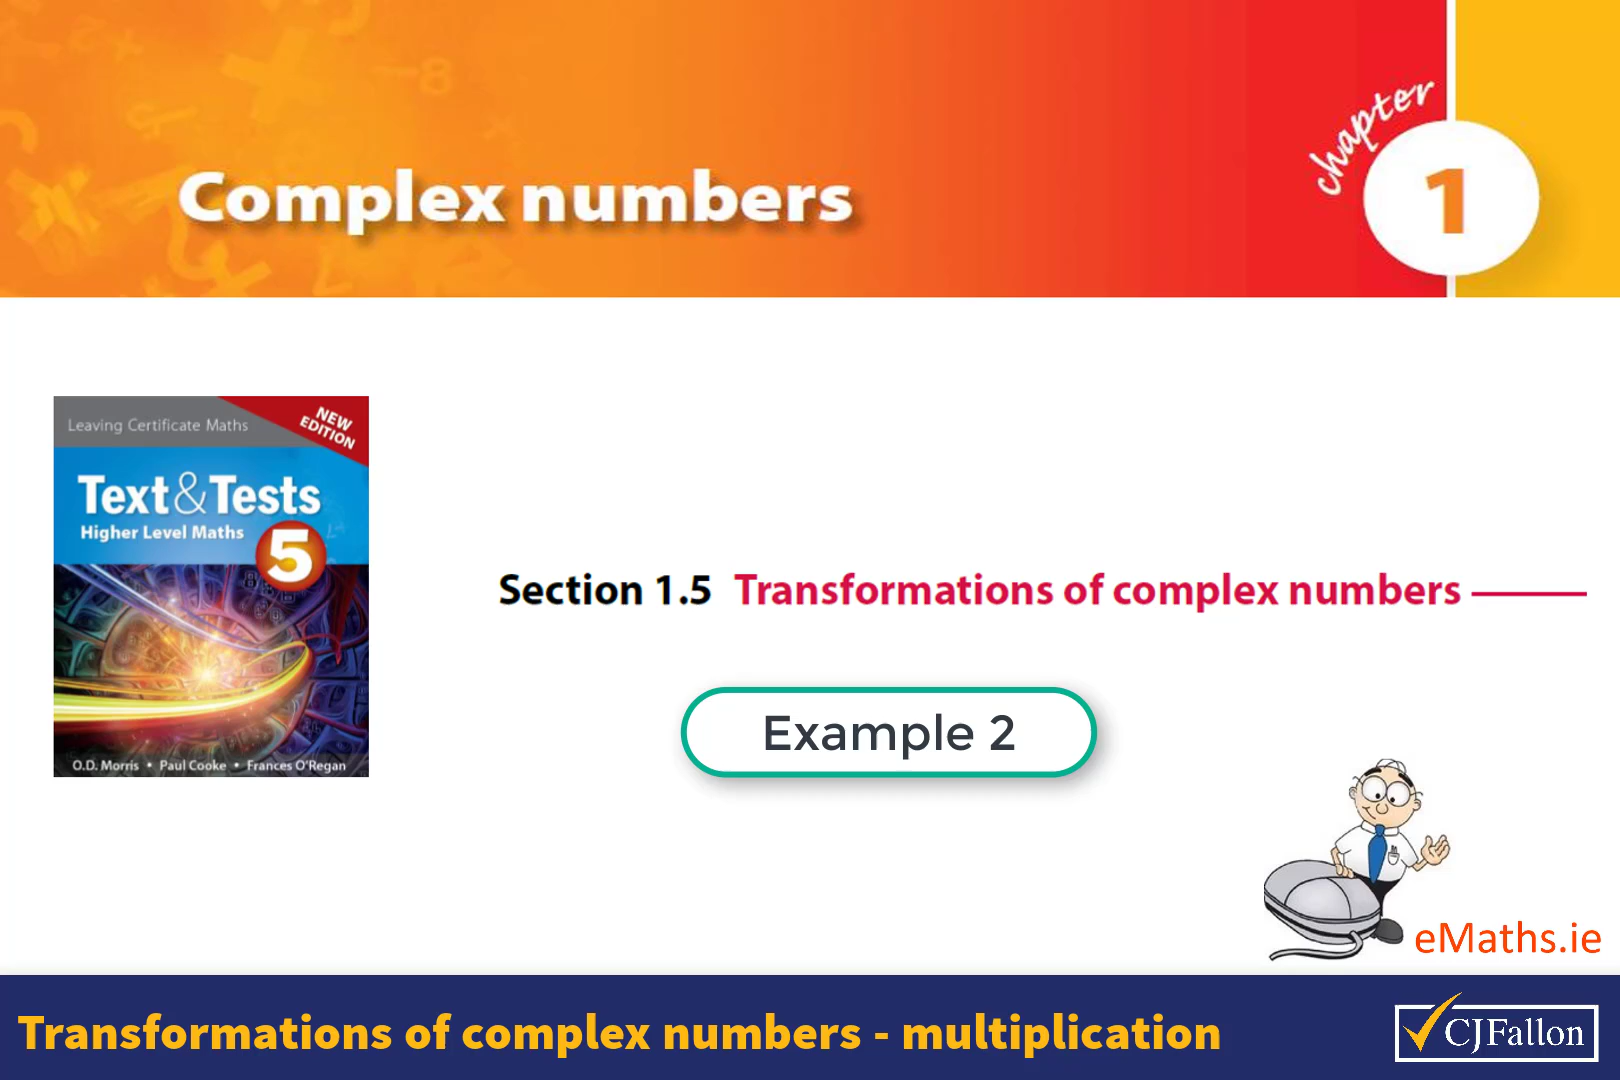 chapter
1
Complex numbers
Leaving Certificate Maths
NEW
EDITION
Text&Tests
Higher Level Maths
5
O.D. Morris • Paul Cooke • Frances O'Regan
Section 1.5 Transformations of complex numbers
Example 2
eMaths.ie
Transformations of complex numbers - multiplication
CJFallon